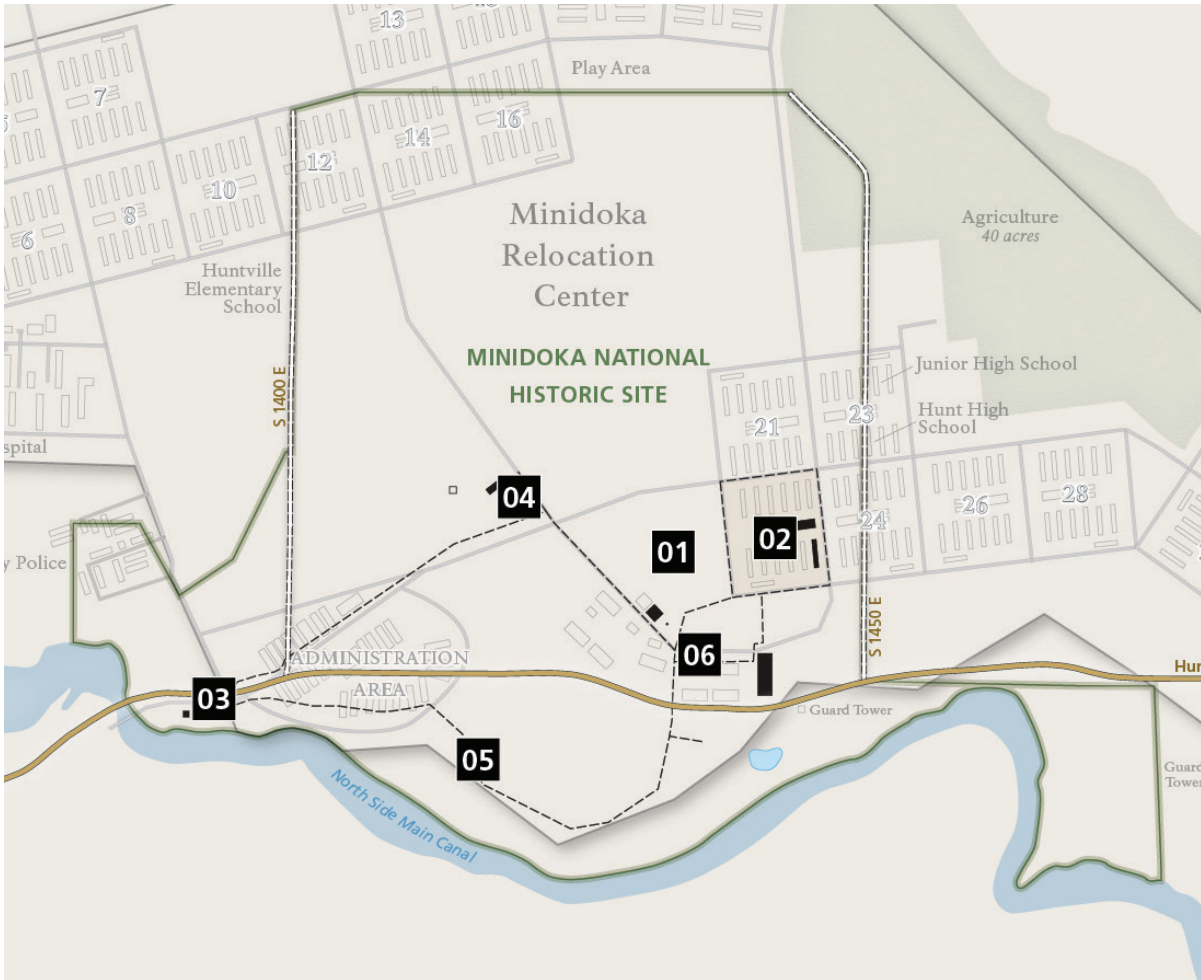 13
Play Area
7
16
14
12
10
8
6
Minidoka
Relocation
Center
Agriculture
40 acres
Huntville
Elementary
School
MINIDOKA NATIONAL
HISTORIC SITE
S 1400 E
Junior High School
23
Hunt High
School
21
spital
04
28
26
24
02
01
y Police
S 1450 E
06
ADMINISTRATION
AREA
Hun
03
Guard Tower
05
Guard
Tower
North Side Main Canal